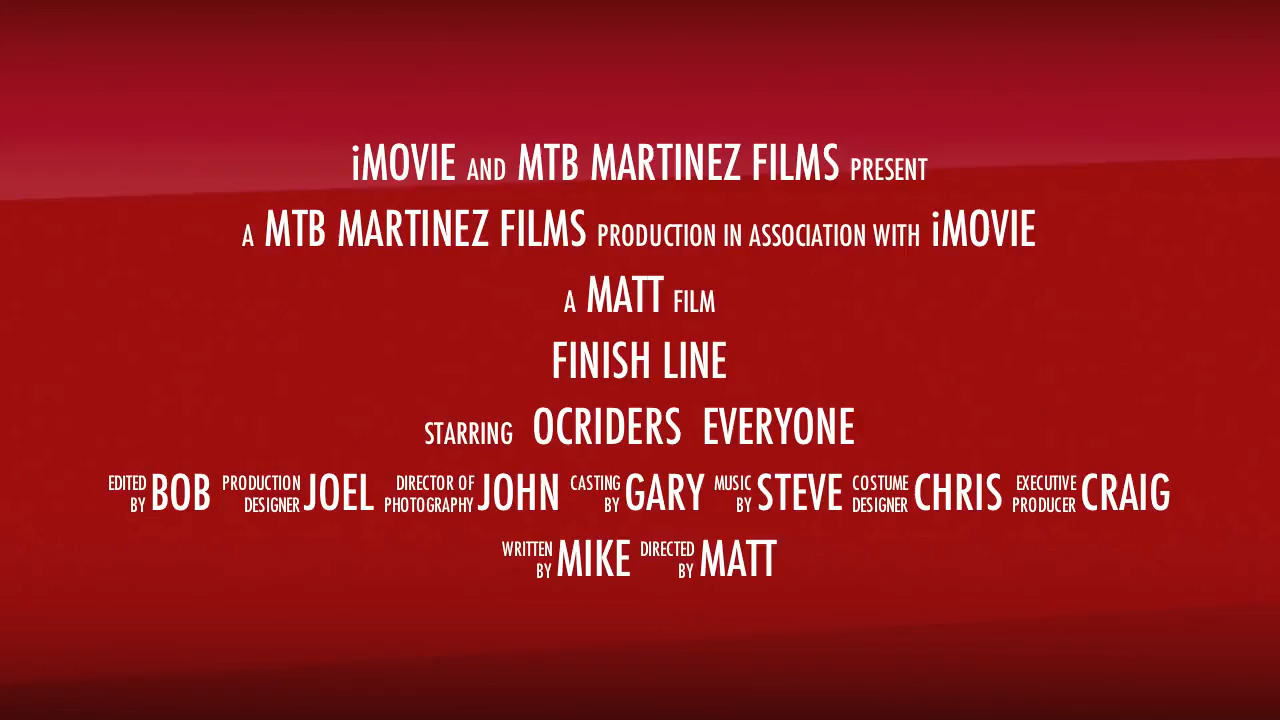 iMOVIE AND MTB MARTINEZ FILMS PRESENT
A MTB MARTINEZ FILMS PRODUCTION IN ASSOCIATION WITH iMOVIE
A MATT FILM
FINISH LINE
STARRING OCRIDERS EVERYONE
EDITED BY BOB PRODUCTION DESIGNER JOEL DIRECTOR OF PHOTOGRAPHY JOHN CASTING BY GARY MUSIC BY STEVE COSTUME DESIGNER CHRIS EXECUTIVE PRODUCER CRAIG
WRITTEN BY MIKE DIRECTED BY MATT